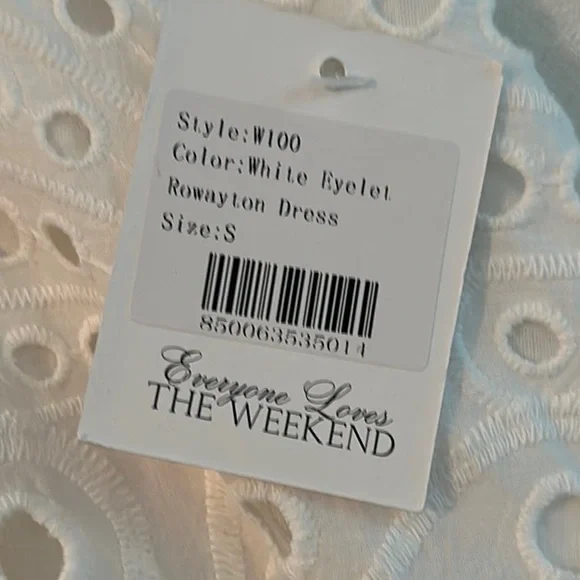 Style:W100
Color:White Eyelet
Rowayton Dress
Size:S
850063535014
Everyone Loves
THE WEEKEND